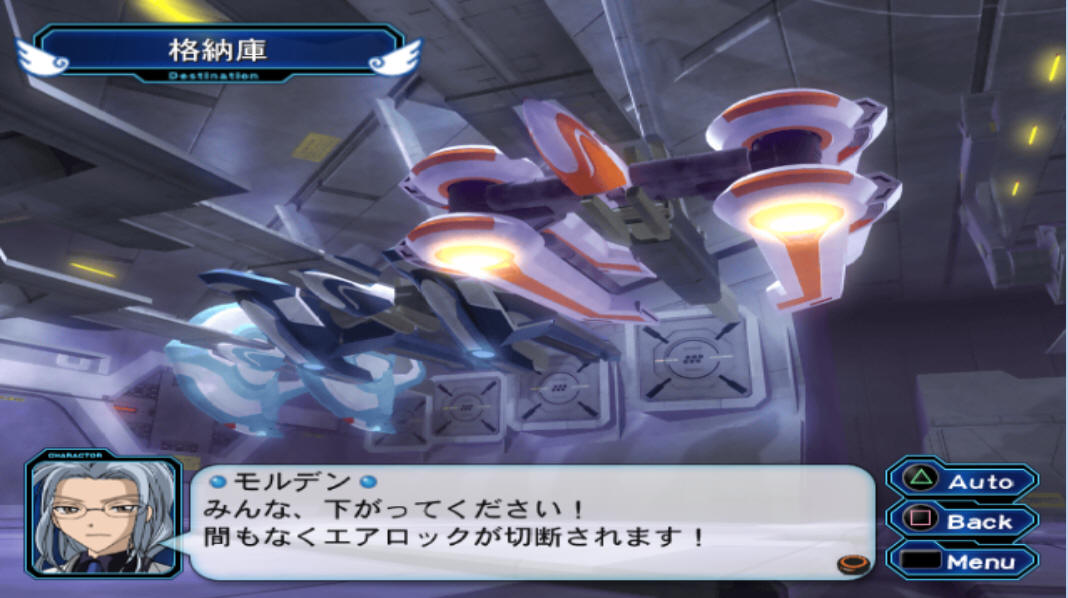 格納庫
Destination
CHARACTOR
モルデン
みんな、下がってください！
間もなくエアロックが切断されます！
Auto
Back
Menu